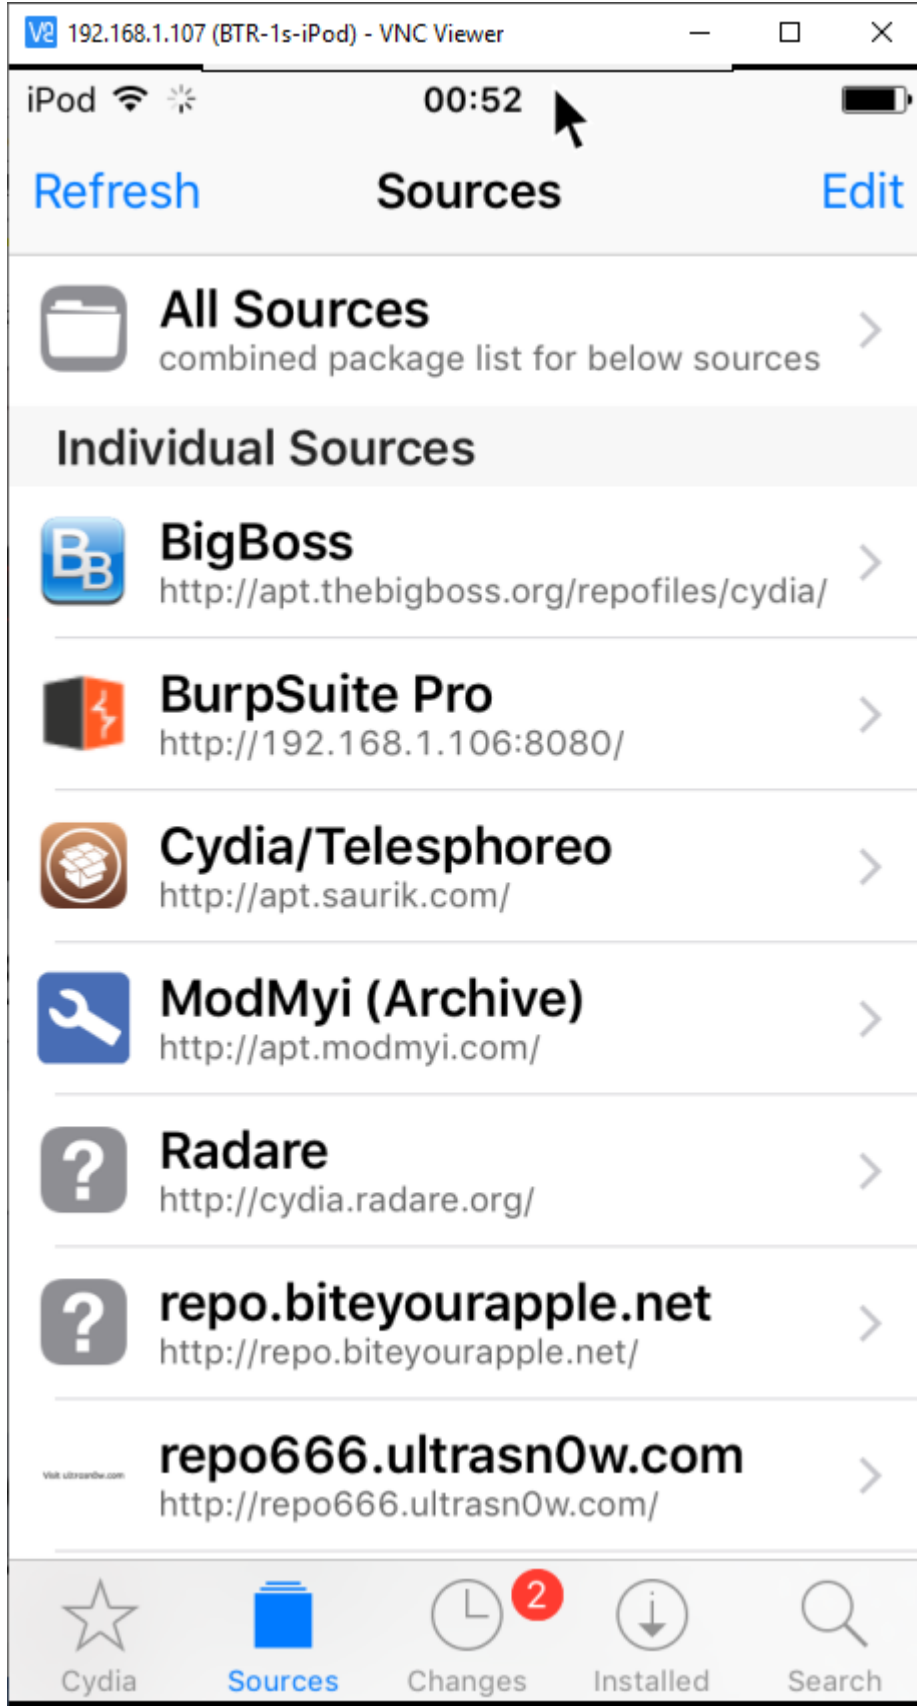 192.168.1.107 (BTR-1s-iPod) - VNC Viewer
iPod 00:52
Refresh Sources Edit
All Sources
combined package list for below sources
Individual Sources
BigBoss
http://apt.thebigboss.org/repofiles/cydia/
BurpSuite Pro
http://192.168.1.106:8080/
Cydia/Telesphoreo
http://apt.saurik.com/
ModMyi (Archive)
http://apt.modmyi.com/
Radare
http://cydia.radare.org/
repo.biteyourapple.net
http://repo.biteyourapple.net/
repo666.ultrasn0w.com
Visit ultrasn0w.com
http://repo666.ultrasn0w.com/
2
Cydia Sources Changes Installed Search